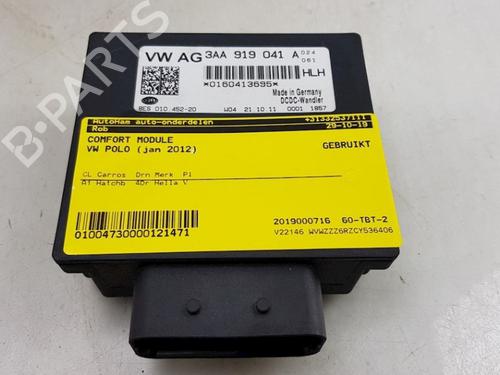 VW AG 3AA 919 041 A 024
061
*0160413695*
HLH
Made in Germany
DCDC-Wandler
BES 010.452-20 W04 21.10.11 0001 1857
AutoHam auto-onderdelen +31332537111
Rob 29-10-19
COMFORT MODULE
VW POLO (jan 2012) GEBRUIKT
CL Carros Drn Merk Pl
A1 Hatchb 4Dr Hella V
2019000716 60-TBT-2
01004730000121471 V22146 WVWZZZ6RZCY536406
B-Parts